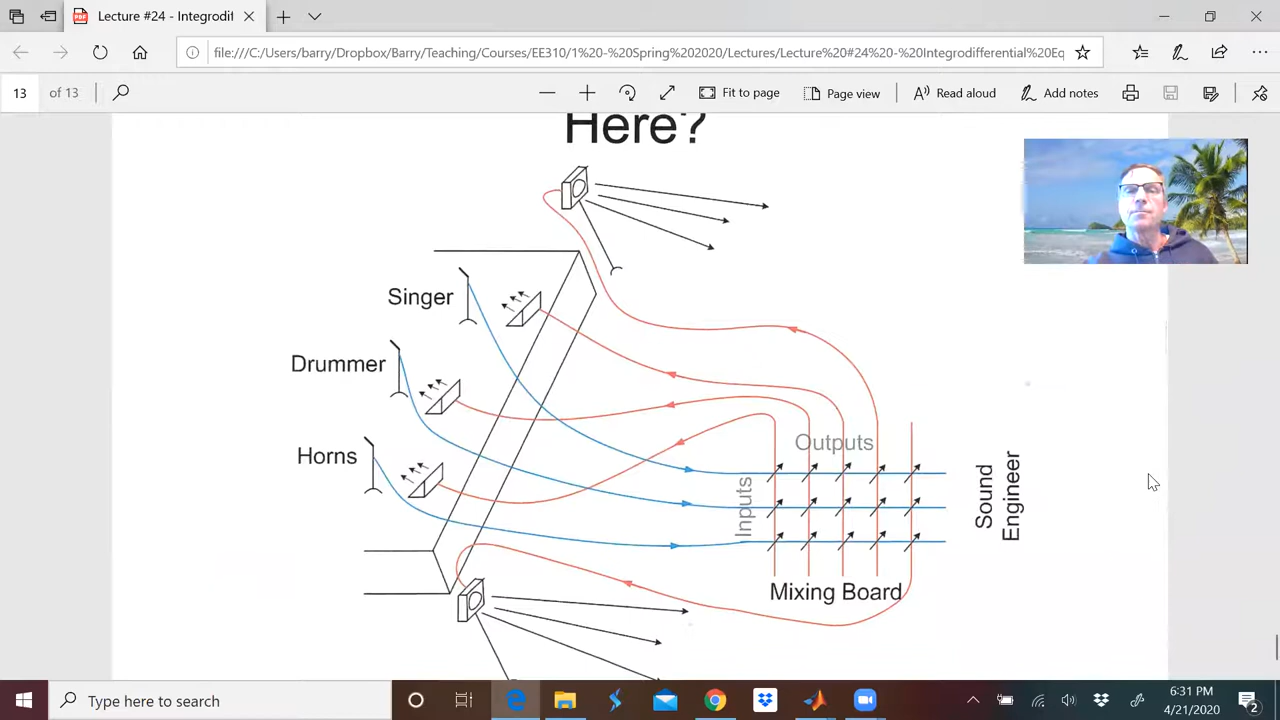 Lecture #24 - Integrodif
file:///C:/Users/barry/Dropbox/Barry/Teaching/Courses/EE310/1%20-%20Spring%202020/Lectures/Lecture%20#24%20-%20Integrodifferential%20Eq
13 of 13
Fit to page
Page view
Read aloud
Add notes
Here?
Singer
Drummer
Horns
Outputs
Inputs
Sound
Engineer
Mixing Board
Type here to search
6:31 PM
4/21/2020
2